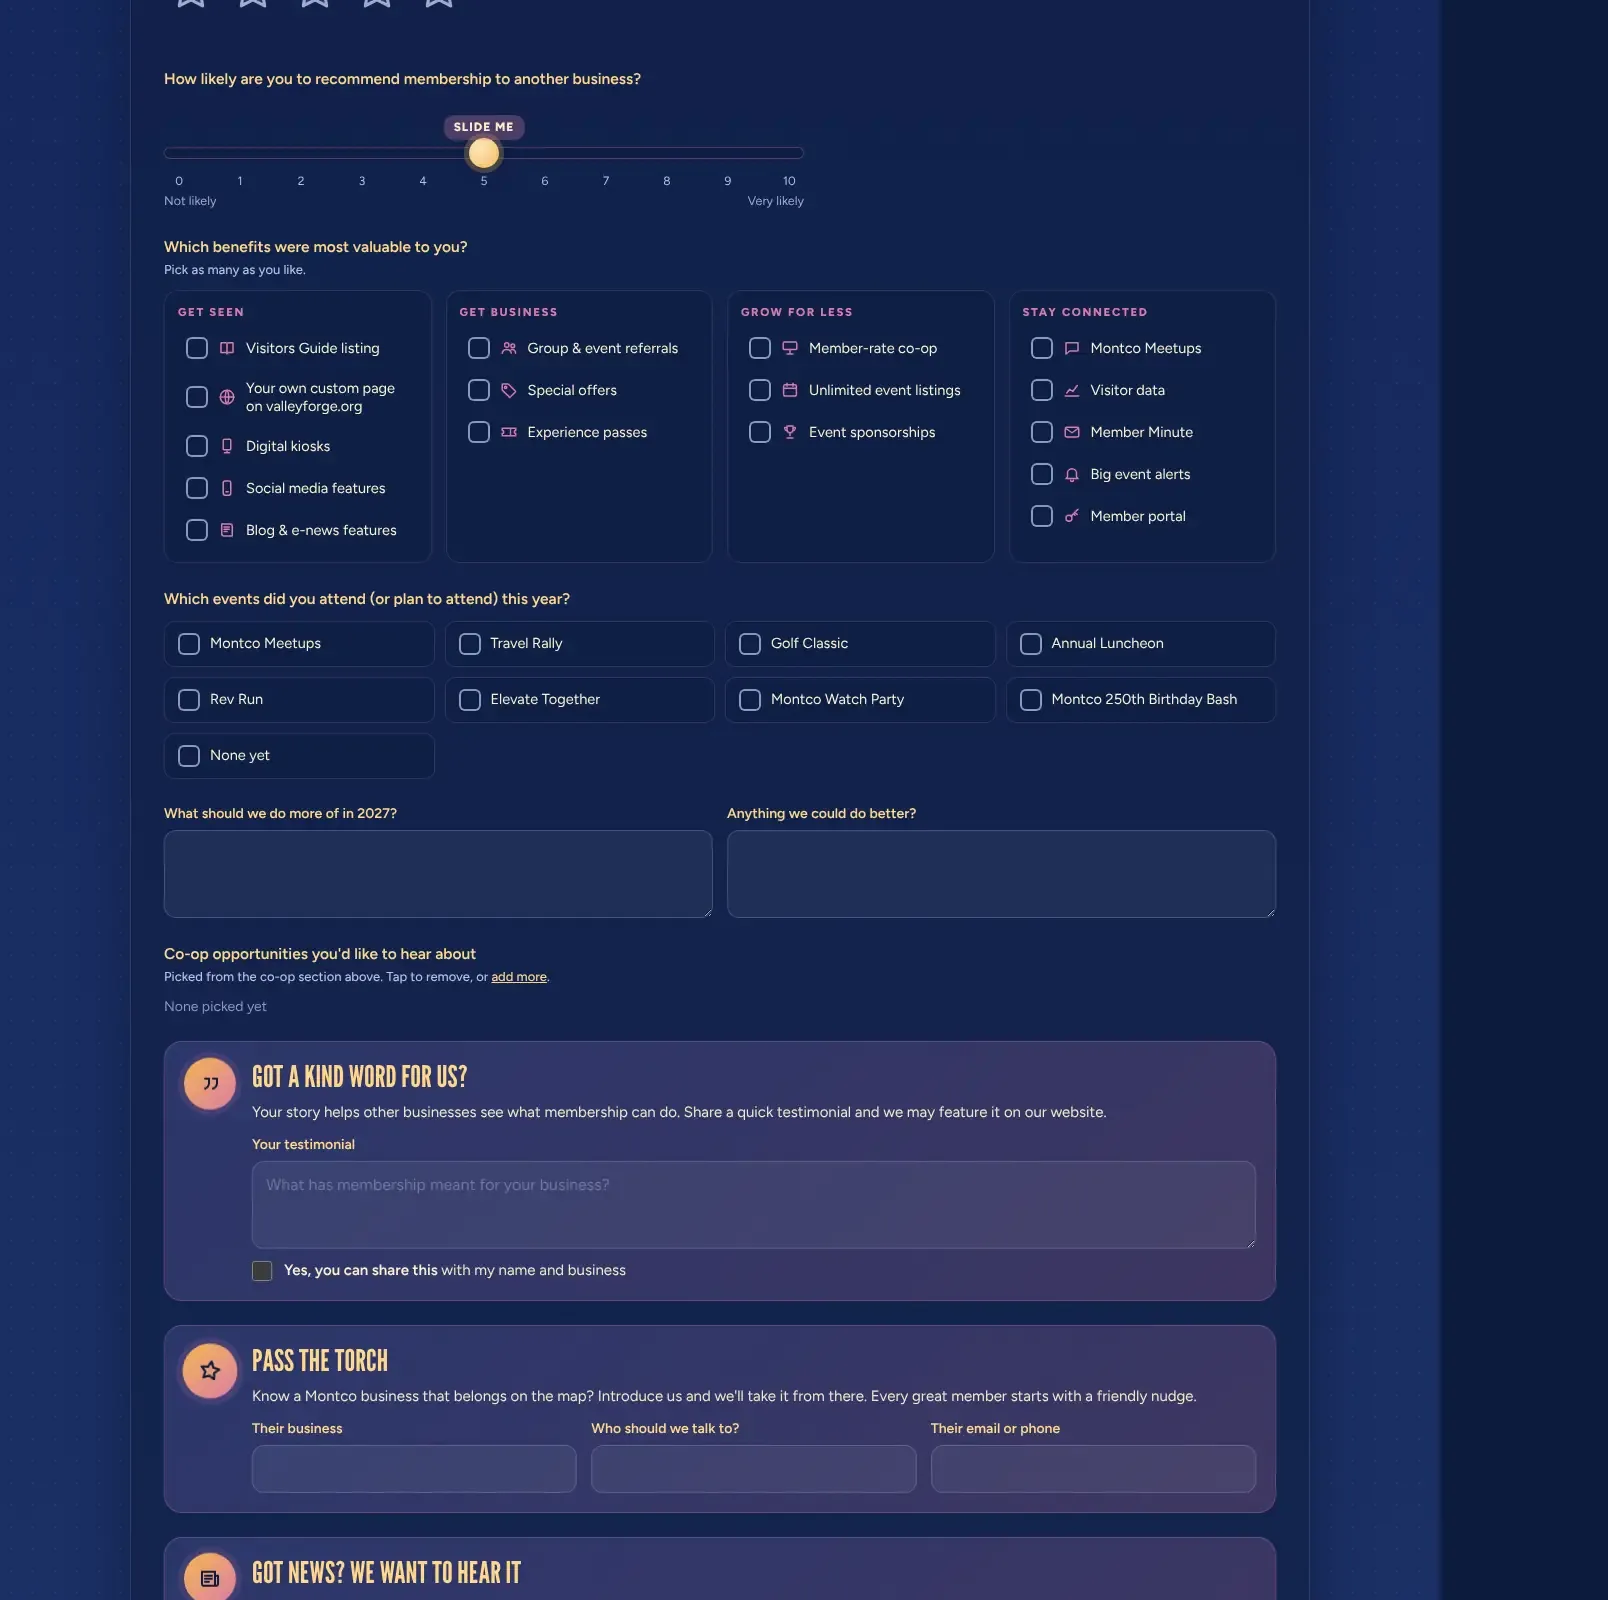 How likely are you to recommend membership to another business?
SLIDE ME
0 1 2 3 4 5 6 7 8 9 10
Not likely Very likely
Which benefits were most valuable to you?
Pick as many as you like.
GET SEEN
Visitors Guide listing
Your own custom page
on valleyforge.org
Digital kiosks
Social media features
Blog & e-news features
GET BUSINESS
Group & event referrals
Special offers
Experience passes
GROW FOR LESS
Member-rate co-op
Unlimited event listings
Event sponsorships
STAY CONNECTED
Montco Meetups
Visitor data
Member Minute
Big event alerts
Member portal
Which events did you attend (or plan to attend) this year?
Montco Meetups
Travel Rally
Golf Classic
Annual Luncheon
Rev Run
Elevate Together
Montco Watch Party
Montco 250th Birthday Bash
None yet
What should we do more of in 2027?
Anything we could do better?
Co-op opportunities you'd like to hear about
Picked from the co-op section above. Tap to remove, or add more.
None picked yet
GOT A KIND WORD FOR US?
Your story helps other businesses see what membership can do. Share a quick testimonial and we may feature it on our website.
Your testimonial
What has membership meant for your business?
Yes, you can share this with my name and business
PASS THE TORCH
Know a Montco business that belongs on the map? Introduce us and we'll take it from there. Every great member starts with a friendly nudge.
Their business
Who should we talk to?
Their email or phone
GOT NEWS? WE WANT TO HEAR IT